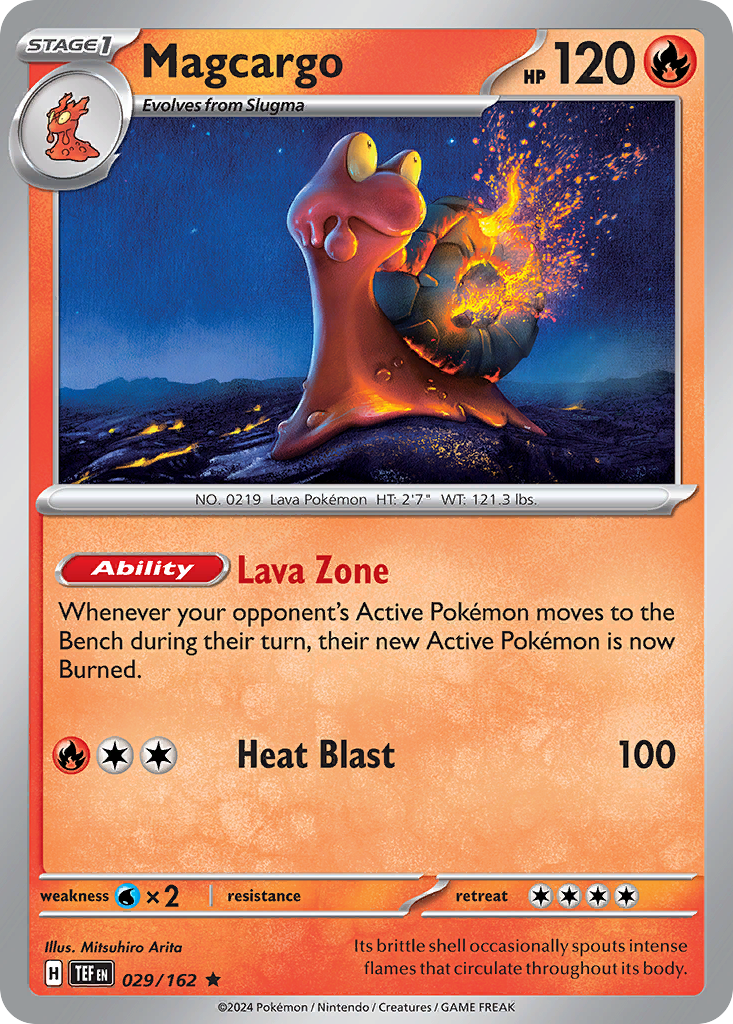 STAGE1
Magcargo
HP 120
Evolves from Slugma
NO. 0219 Lava Pokémon HT: 2'7" WT: 121.3 lbs.
Ability Lava Zone
Whenever your opponent's Active Pokémon moves to the
Bench during their turn, their new Active Pokémon is now
Burned.
Heat Blast 100
weakness ×2 resistance retreat
Illus. Mitsuhiro Arita
Its brittle shell occasionally spouts intense
flames that circulate throughout its body.
H TEF EN 029/162
©2024 Pokémon / Nintendo / Creatures / GAME FREAK